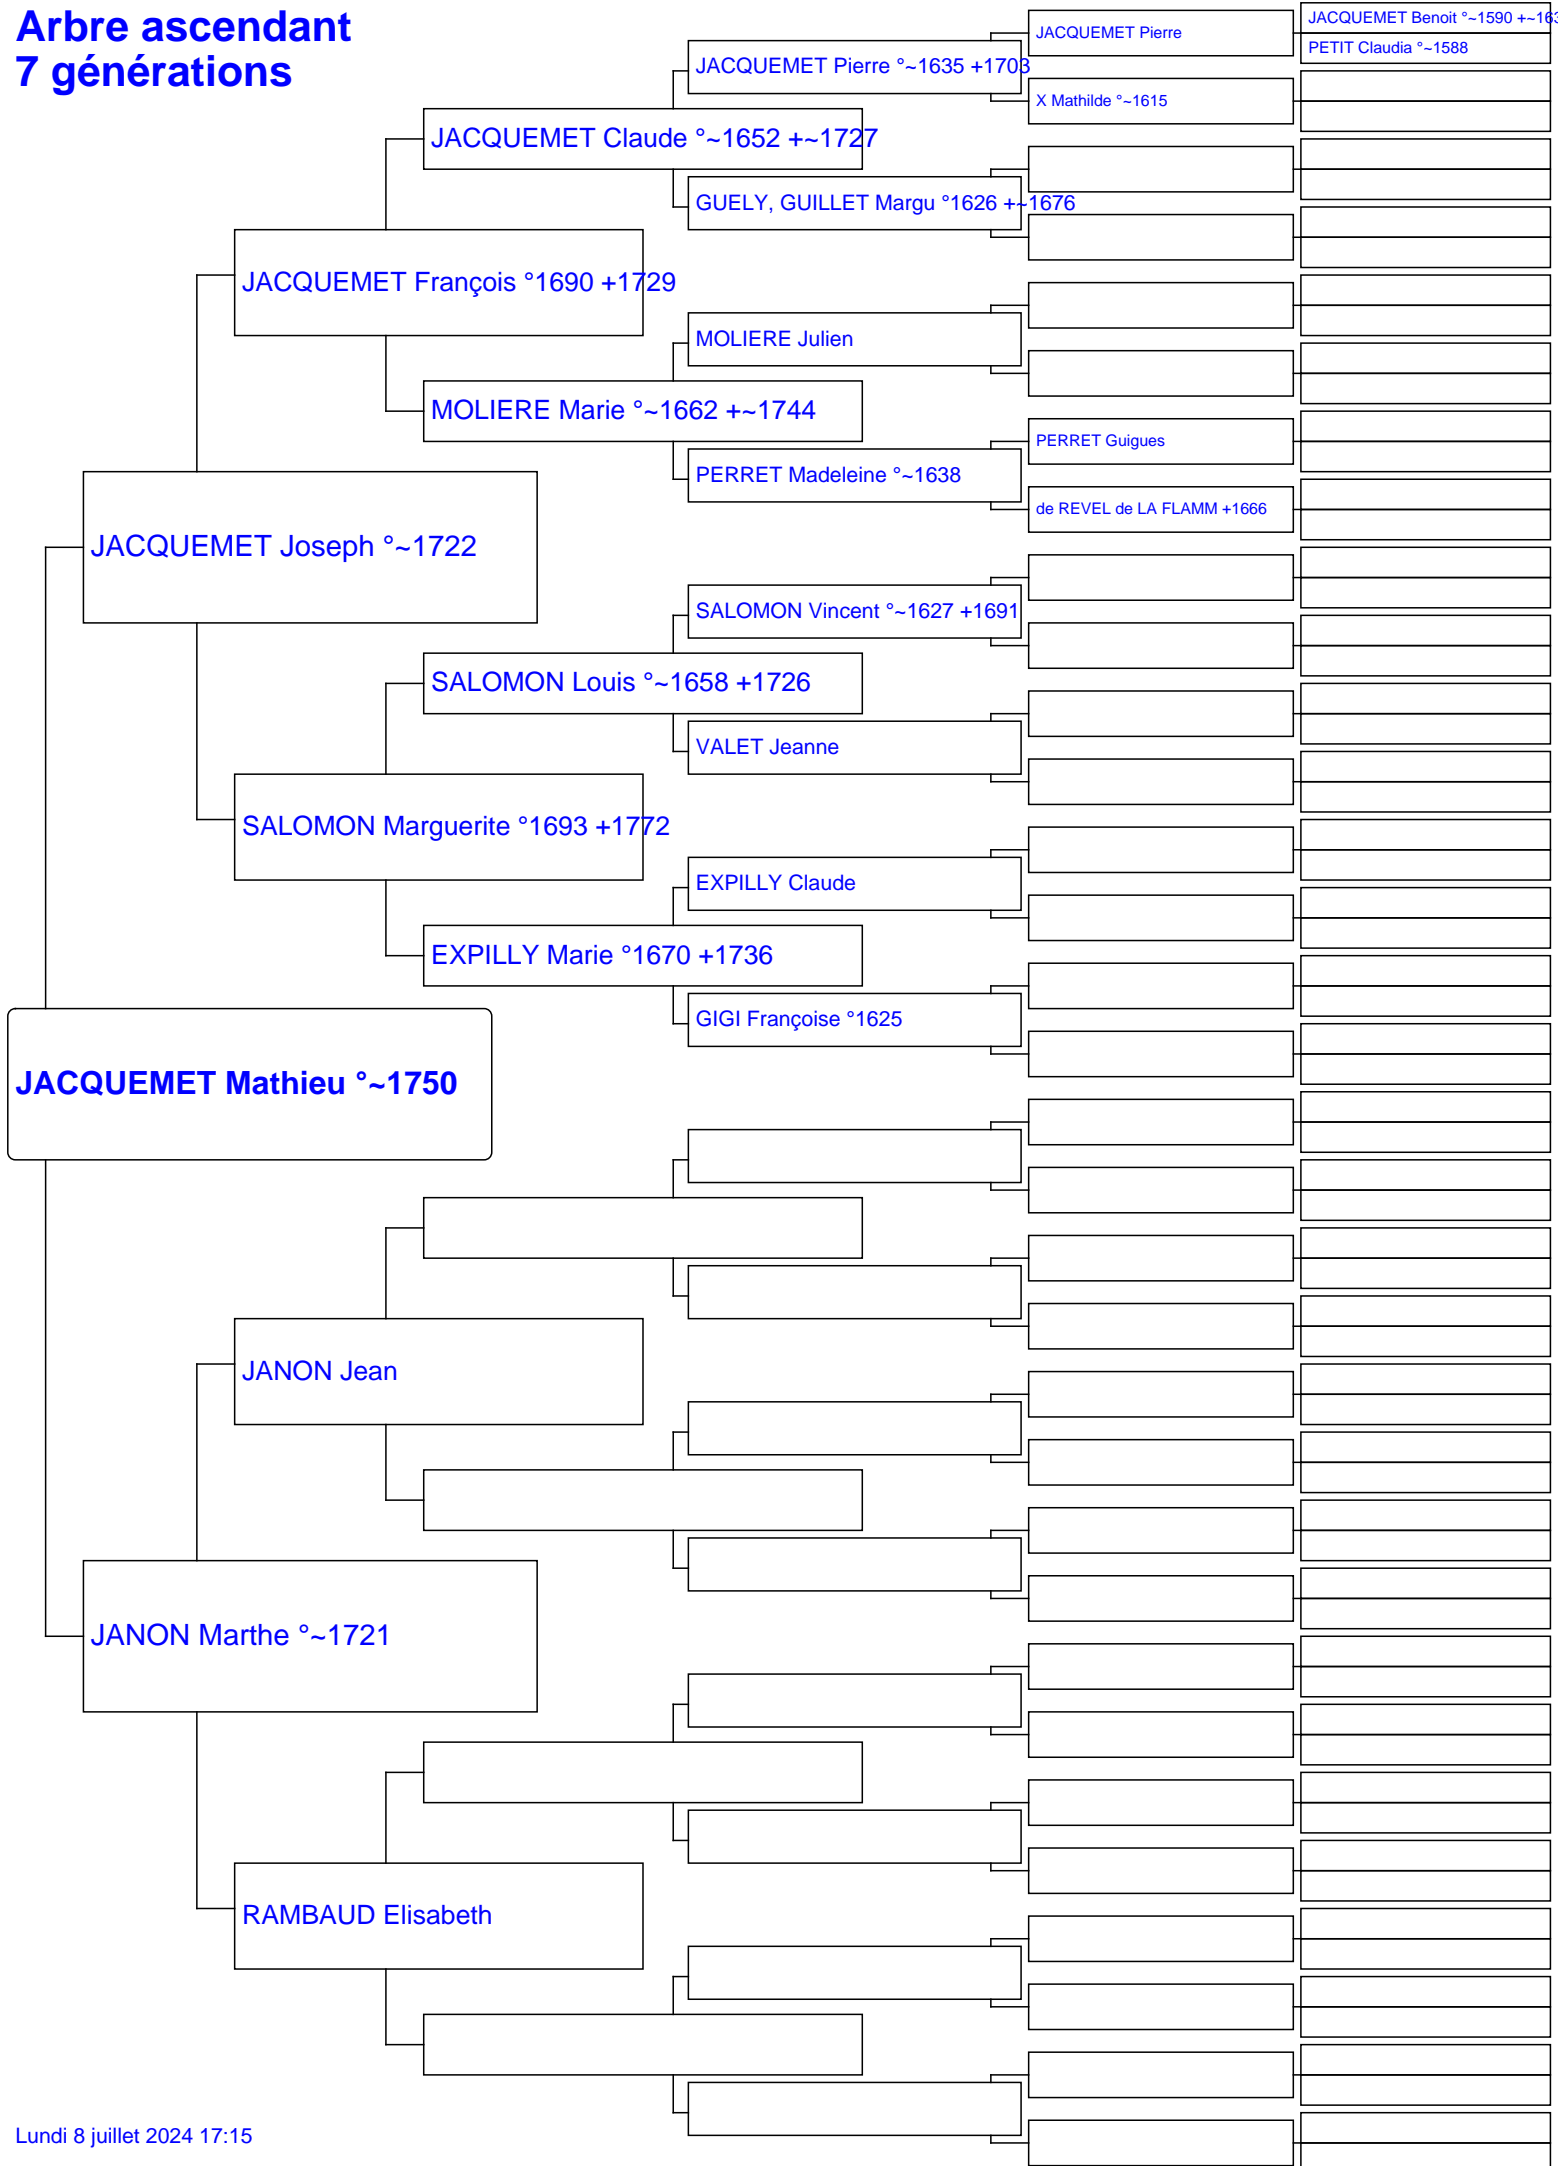 Arbre ascendant
7 générations
JACQUEMET Mathieu °~1750
JACQUEMET Joseph °~1722
JANON Marthe °~1721
JACQUEMET François °1690 +1729
SALOMON Marguerite °1693 +1772
JANON Jean
RAMBAUD Elisabeth
JACQUEMET Claude °~1652 +~1727
MOLIERE Marie °~1662 +~1744
SALOMON Louis °~1658 +1726
EXPILLY Marie °1670 +1736
JACQUEMET Pierre °~1635 +1703
GUELY, GUILLET Margu °1626 +~1676
MOLIERE Julien
PERRET Madeleine °~1638
SALOMON Vincent °~1627 +1691
VALET Jeanne
EXPILLY Claude
GIGI Françoise °1625
JACQUEMET Pierre
X Mathilde °~1615
PERRET Guigues
de REVEL de LA FLAMM +1666
JACQUEMET Benoit °~1590
PETIT Claudia °~1588
Lundi 8 juillet 2024 17:15